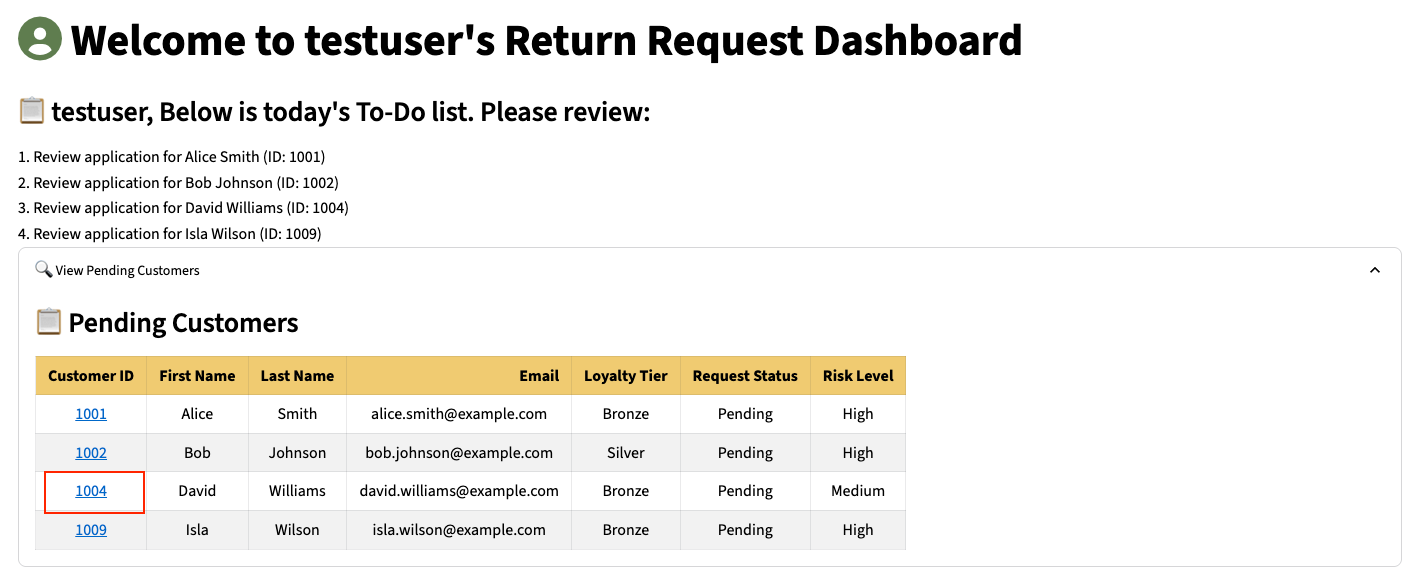 Welcome to testuser's Return Request Dashboard
testuser, Below is today's To-Do list. Please review:
1. Review application for Alice Smith (ID: 1001)
2. Review application for Bob Johnson (ID: 1002)
3. Review application for David Williams (ID: 1004)
4. Review application for Isla Wilson (ID: 1009)
View Pending Customers
Pending Customers
Customer ID First Name Last Name Email Loyalty Tier Request Status Risk Level
1001 Alice Smith alice.smith@example.com Bronze Pending High
1002 Bob Johnson bob.johnson@example.com Silver Pending High
1004 David Williams david.williams@example.com Bronze Pending Medium
1009 Isla Wilson isla.wilson@example.com Bronze Pending High